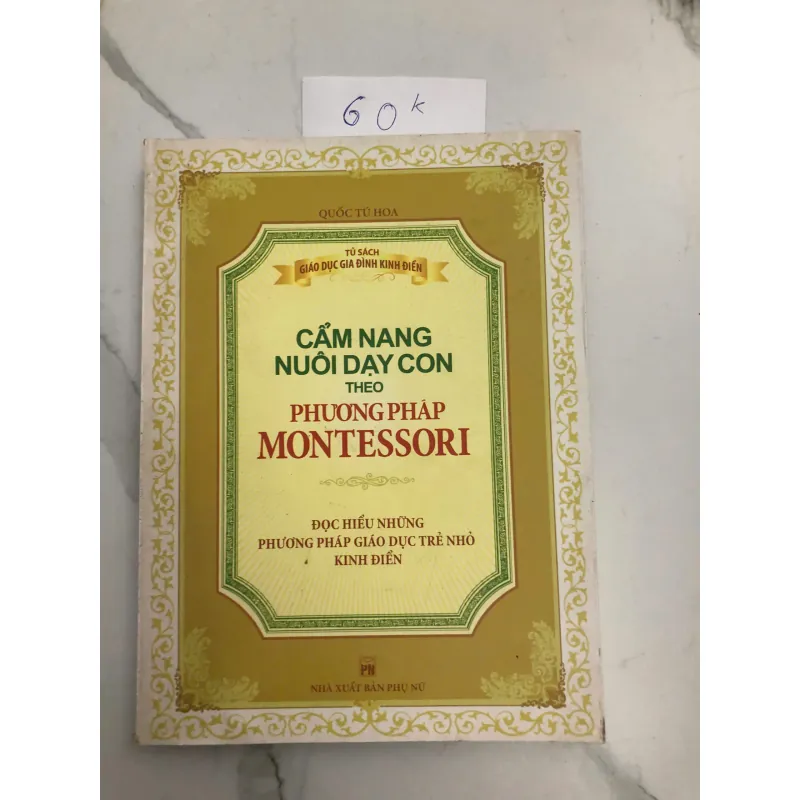 60k
QUỐC TÚ HOA
TỦ SÁCH
GIÁO DỤC GIA ĐÌNH KINH ĐIỂN
CẨM NANG
NUÔI DẠY CON
THEO
PHƯƠNG PHÁP
MONTESSORI
ĐỌC HIỂU NHỮNG
PHƯƠNG PHÁP GIÁO DỤC TRẺ NHỎ
KINH ĐIỂN
PN
NHÀ XUẤT BẢN PHỤ NỮ